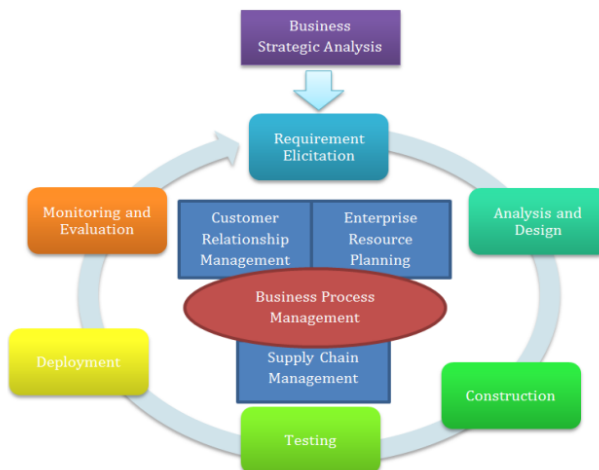 Business
Strategic Analysis
Requirement
Elicitation
Monitoring and
Evaluation
Customer
Relationship
Management
Enterprise
Resource
Planning
Analysis and
Design
Business Process
Management
Deployment
Supply Chain
Management
Construction
Testing